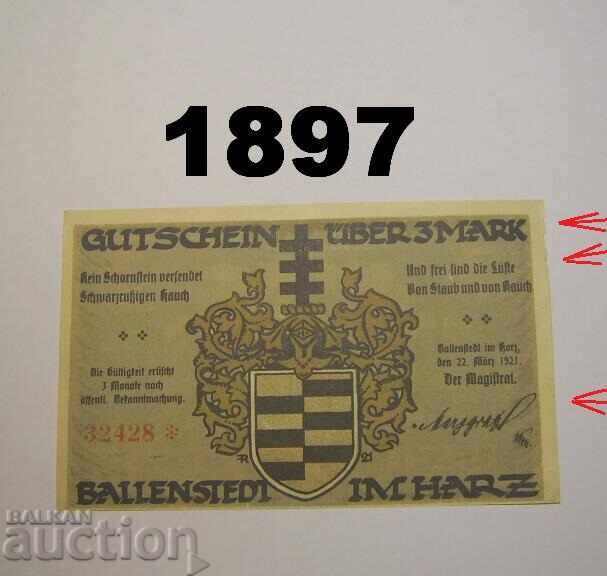 1897
GUTSCHEIN ÜBER 3 MARK
Kein Schornstein versendet
Schwarzrußigen Rauch
Und frei sind die Lüfte
Von Staub und von Rauch
Die Gültigkeit erlischt
3 Monate nach
öffentl. Bekanntmachung.
Ballenstedt im Harz,
den 22. März 1921.
Der Magistrat.
32428 *
R 21
BALLENSTEDT IM HARZ
BALKAN
auction